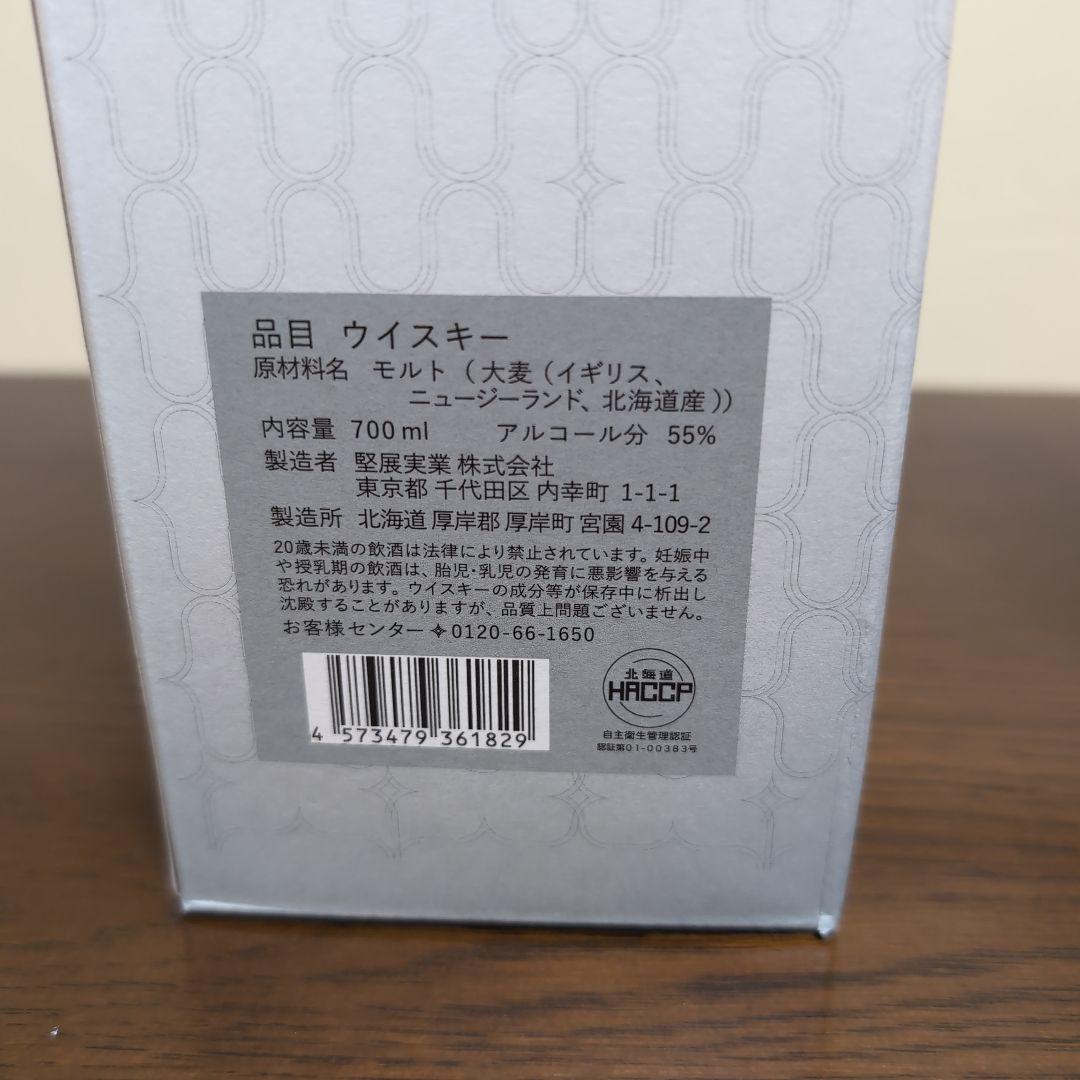 品目 ウイスキー
原材料名 モルト（大麦（イギリス、
ニュージーランド、北海道産））
内容量 700ml アルコール分 55%
製造者 堅展実業 株式会社
東京都 千代田区 内幸町 1-1-1
製造所 北海道 厚岸郡 厚岸町 宮園 4-109-2
20歳未満の飲酒は法律により禁止されています。妊娠中
や授乳期の飲酒は、胎児・乳児の発育に悪影響を与える
恐れがあります。ウイスキーの成分等が保存中に析出し
沈殿することがありますが、品質上問題ございません。
お客様センター✧0120-66-1650
4 573479 361829
北海道
HACCP
自主衛生管理認証
認証第01-00383号